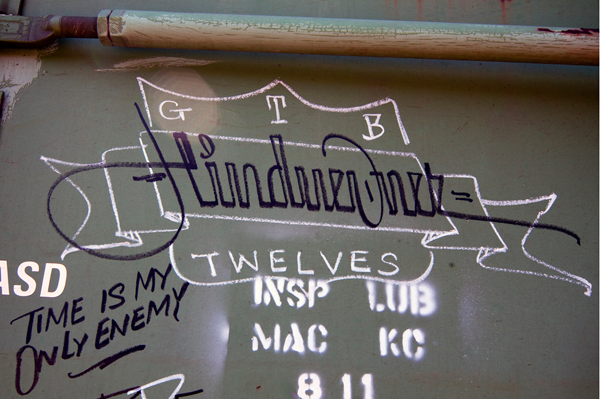 G T B
TWELVES
ASD
TIME IS MY
ONLY ENEMY
INSP LUB
MAC KC
8 11